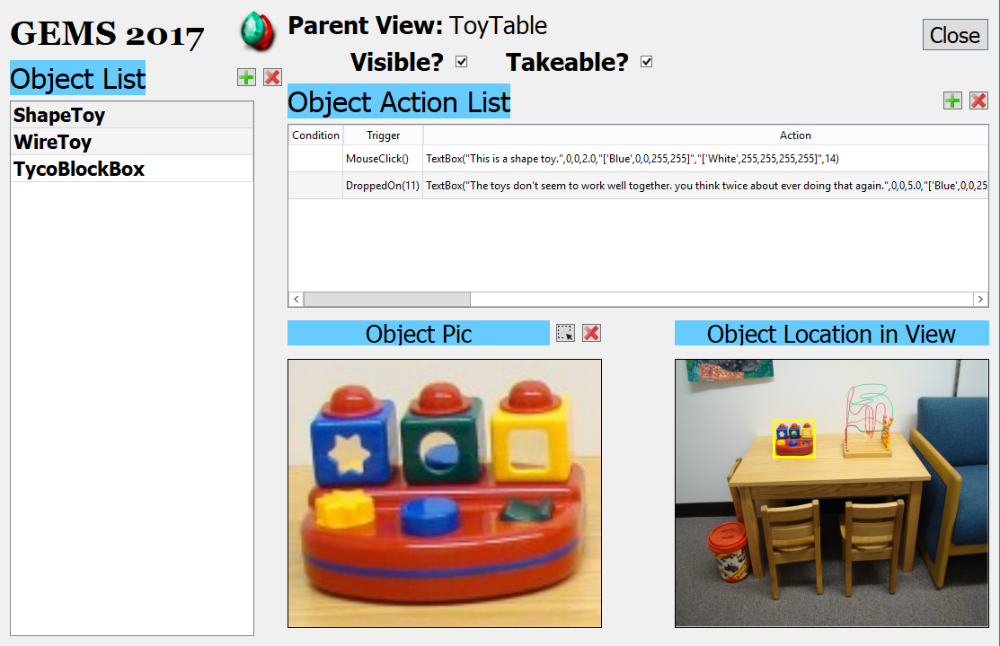 GEMS 2017
Parent View: ToyTable
Close
Visible?
Takeable?
Object List
Object Action List
ShapeToy
WireToy
TycoBlockBox
Condition Trigger Action
MouseClick() TextBox("This is a shape toy.",0,0,2.0,"['Blue',0,0,255,255]","['White',255,255,255,255]",14)
DroppedOn(11) TextBox("The toys don't seem to work well together. you think twice about ever doing that again.",0,0,5.0,"['Blue',0,0,25
Object Pic
Object Location in View